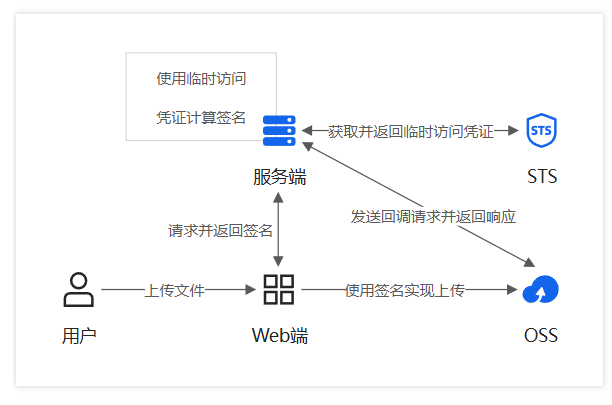 使用临时访问
凭证计算签名
获取并返回临时访问凭证
STS
服务端
STS
请求并返回签名
发送回调请求并返回响应
上传文件
使用签名实现上传
用户
Web端
OSS